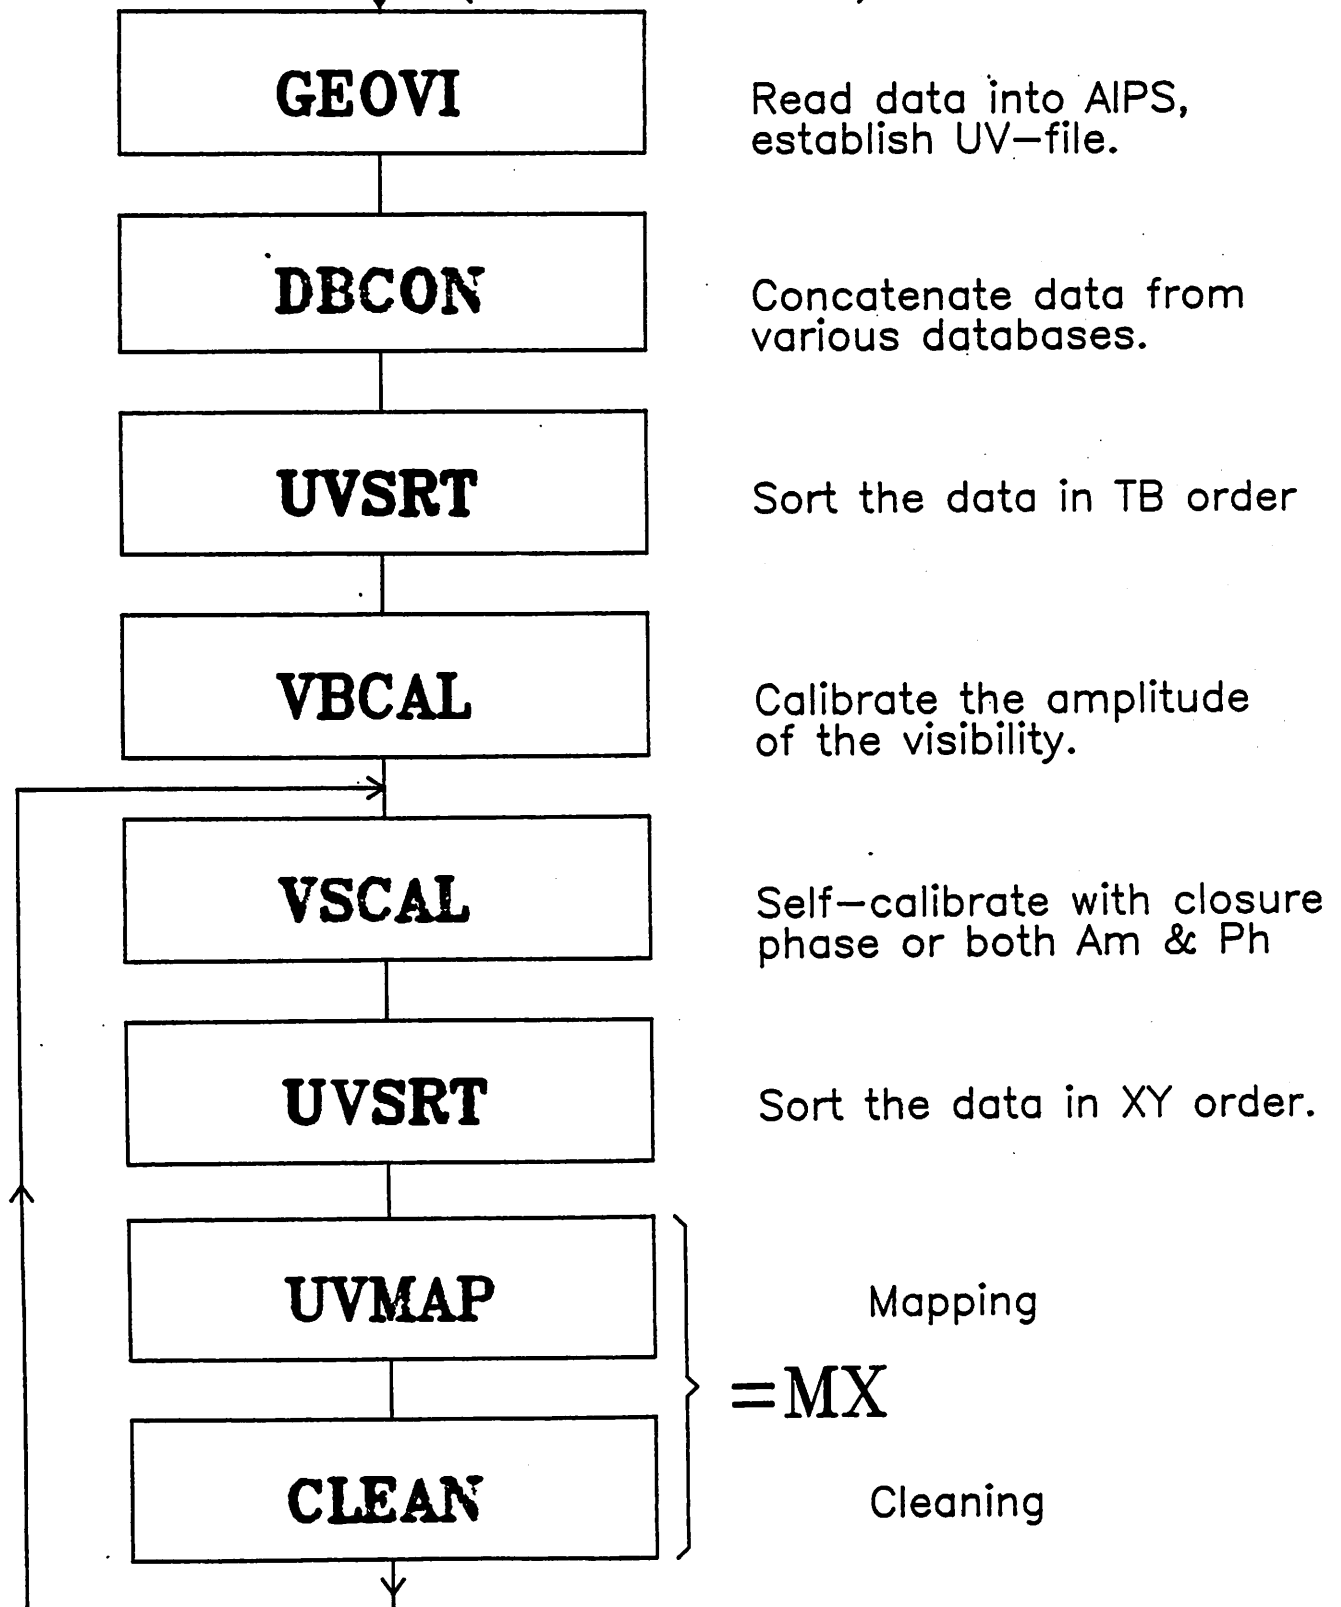 GEOVI
Read data into AIPS,
establish UV-file.
DBCON
Concatenate data from
various databases.
UVSRT
Sort the data in TB order
VBCAL
Calibrate the amplitude
of the visibility.
VSCAL
Self-calibrate with closure
phase or both Am & Ph
UVSRT
Sort the data in XY order.
UVMAP
Mapping
=MX
CLEAN
Cleaning